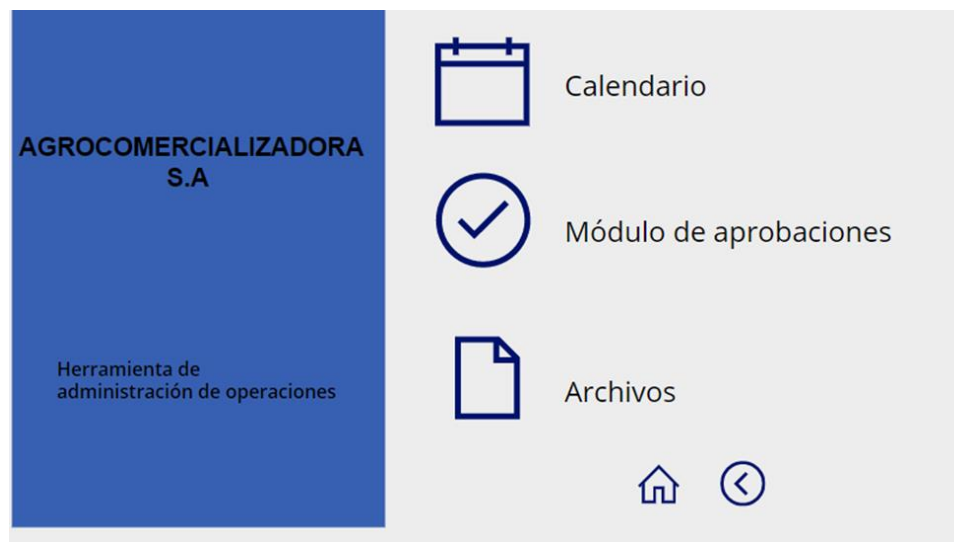 AGROCOMERCIALIZADORA
S.A
Herramienta de
administración de operaciones
Calendario
Módulo de aprobaciones
Archivos